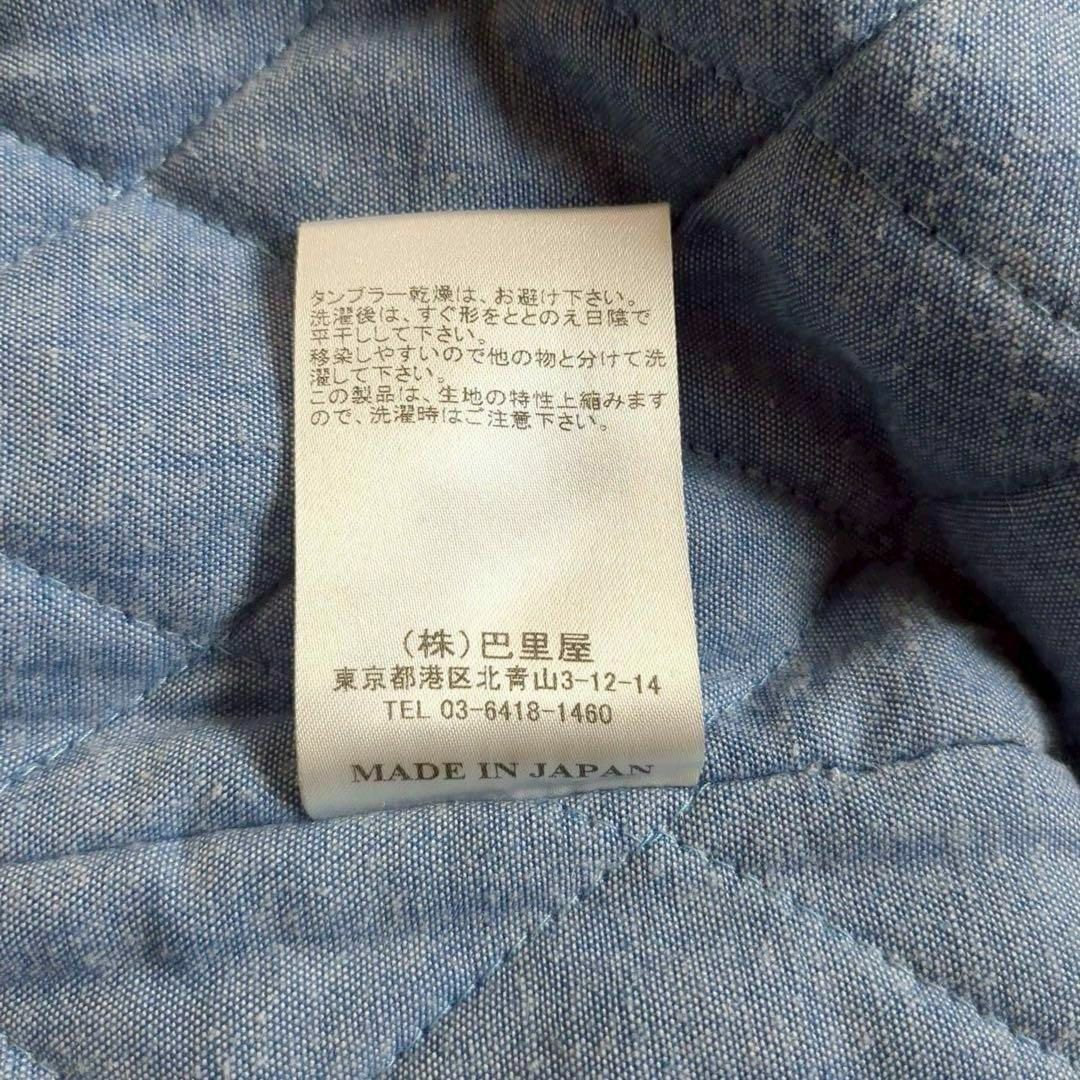 タンブラー乾燥は、お避け下さい。
洗濯後は、すぐ形をととのえ日陰で
平干しして下さい。
移染しやすいので他の物と分けて洗
濯して下さい。
この製品は、生地の特性上縮みます
ので、洗濯時はご注意下さい。
(株)巴里屋
東京都港区北青山3-12-14
TEL 03-6418-1460
MADE IN JAPAN